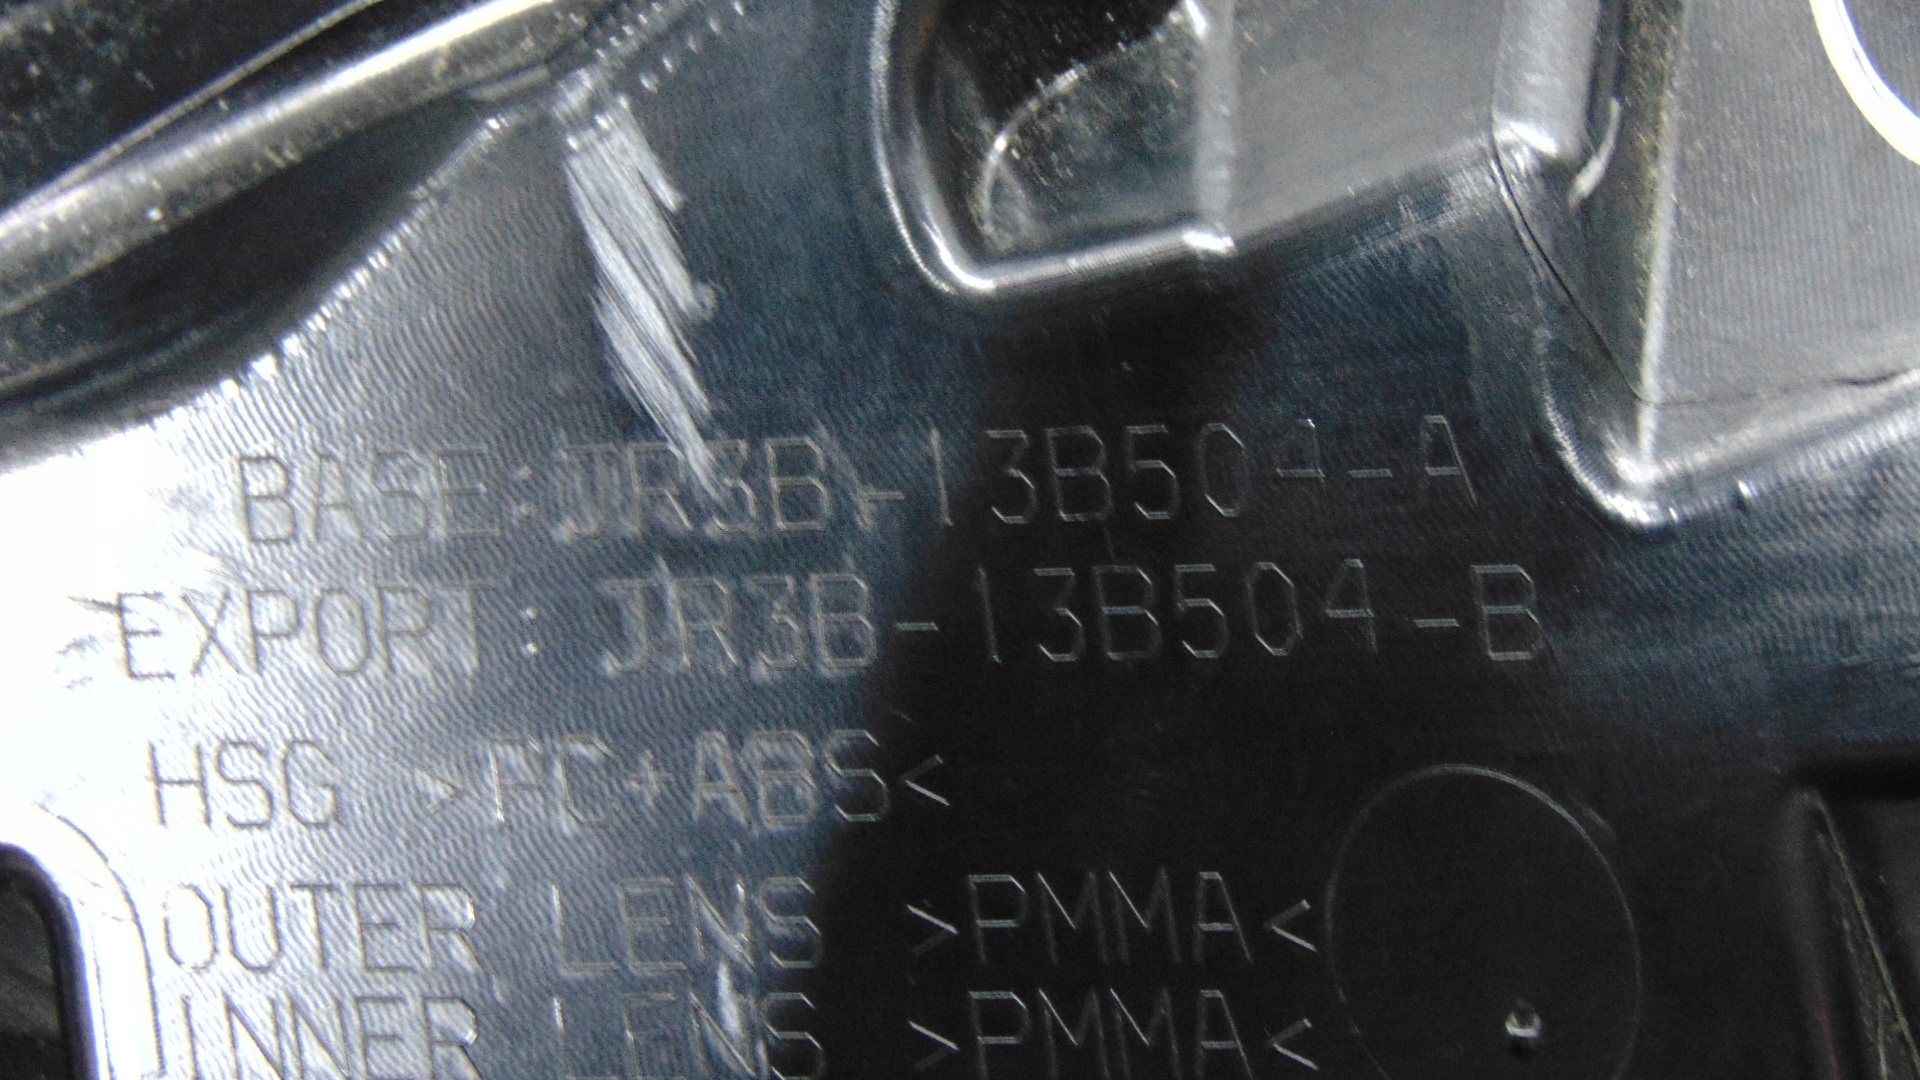 BASE:JR3B-13B504-A
EXPORT: JR3B-13B504-B
HSG >PC+ABS<
OUTER LENS >PMMA<
INNER LENS >PMMA<